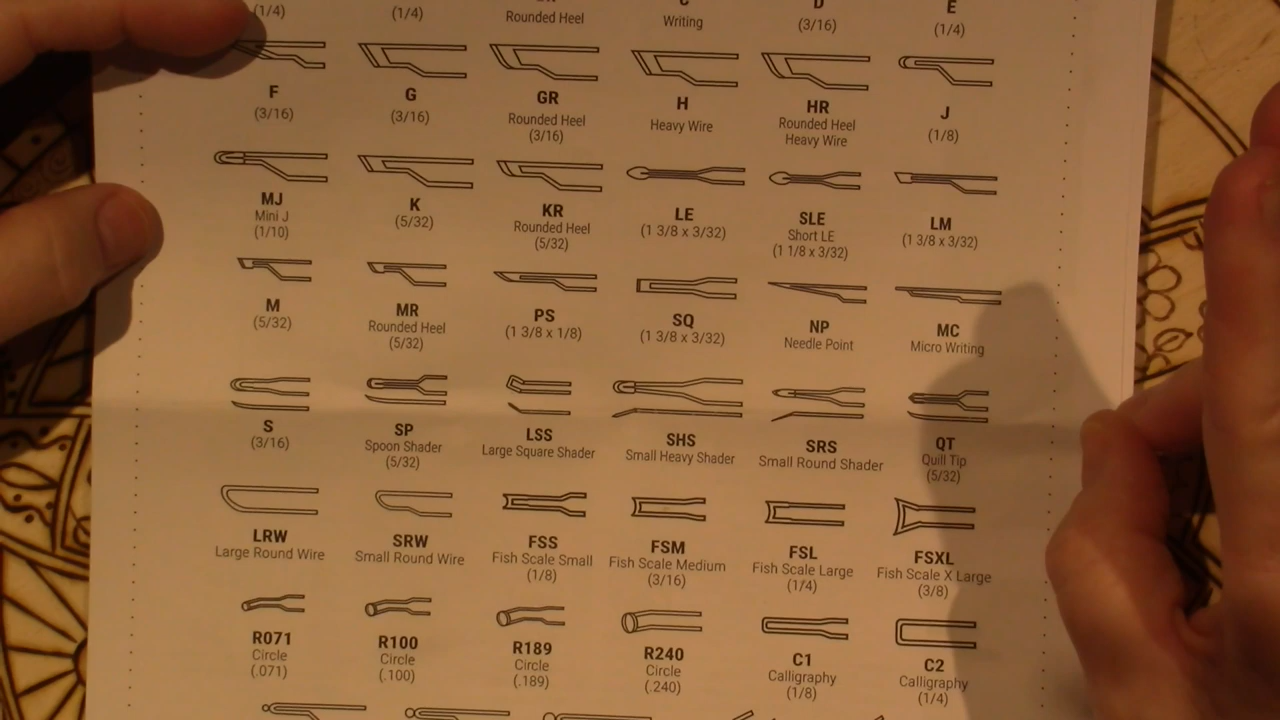 (1/4)
(1/4)
Rounded Heel
Writing
D
(3/16)
E
(1/4)
F
(3/16)
G
(3/16)
GR
Rounded Heel
(3/16)
H
Heavy Wire
HR
Rounded Heel
Heavy Wire
J
(1/8)
MJ
Mini J
(1/10)
K
(5/32)
KR
Rounded Heel
(5/32)
LE
(1 3/8 x 3/32)
SLE
Short LE
(1 1/8 x 3/32)
LM
(1 3/8 x 3/32)
M
(5/32)
MR
Rounded Heel
(5/32)
PS
(1 3/8 x 1/8)
SQ
(1 3/8 x 3/32)
NP
Needle Point
MC
Micro Writing
S
(3/16)
SP
Spoon Shader
(5/32)
LSS
Large Square Shader
SHS
Small Heavy Shader
SRS
Small Round Shader
QT
Quill Tip
(5/32)
LRW
Large Round Wire
SRW
Small Round Wire
FSS
Fish Scale Small
(1/8)
FSM
Fish Scale Medium
(3/16)
FSL
Fish Scale Large
(1/4)
FSXL
Fish Scale X Large
(3/8)
R071
Circle
(.071)
R100
Circle
(.100)
R189
Circle
(.189)
R240
Circle
(.240)
C1
Calligraphy
(1/8)
C2
Calligraphy
(1/4)